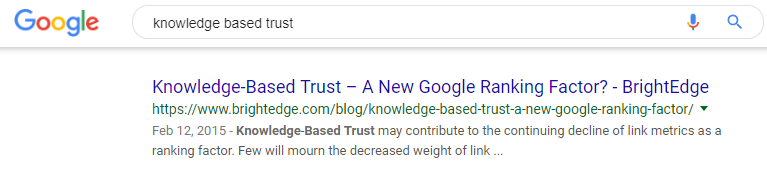 Google
knowledge based trust
Knowledge-Based Trust – A New Google Ranking Factor? - BrightEdge
https://www.brightedge.com/blog/knowledge-based-trust-a-new-google-ranking-factor/
Feb 12, 2015 - Knowledge-Based Trust may contribute to the continuing decline of link metrics as a
ranking factor. Few will mourn the decreased weight of link ...